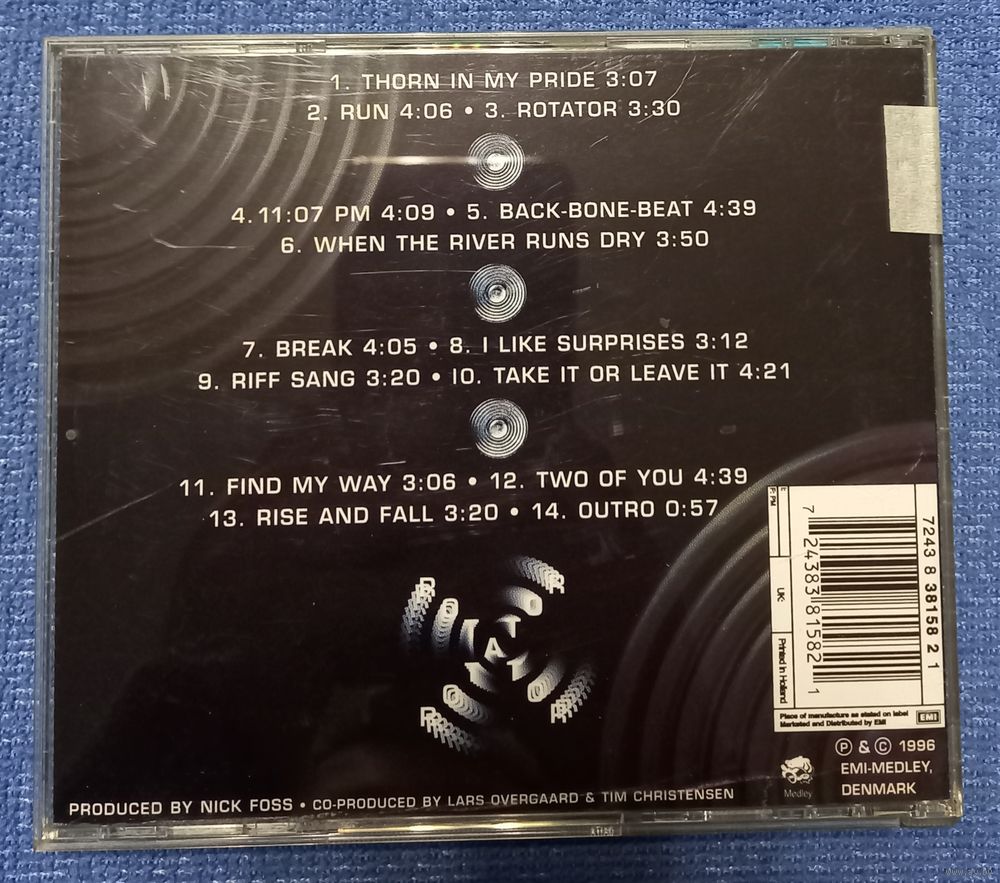 1. THORN IN MY PRIDE 3:07
2. RUN 4:06 • 3. ROTATOR 3:30
4. 11:07 PM 4:09 • 5. BACK-BONE-BEAT 4:39
6. WHEN THE RIVER RUNS DRY 3:50
7. BREAK 4:05 • 8. I LIKE SURPRISES 3:12
9. RIFF SANG 3:20 • 10. TAKE IT OR LEAVE IT 4:21
11. FIND MY WAY 3:06 • 12. TWO OF YOU 4:39
13. RISE AND FALL 3:20 • 14. OUTRO 0:57
ROTATOR
ROTATOR
7243 8 38158 2 1
7 24383 81582 1
F: PM
UK:
Printed in Holland
Place of manufacture as stated on label
Marketed and Distributed by EMI
EMI
Ⓟ & © 1996
EMI-MEDLEY,
DENMARK
Medley
PRODUCED BY NICK FOSS • CO-PRODUCED BY LARS OVERGAARD & TIM CHRISTENSEN